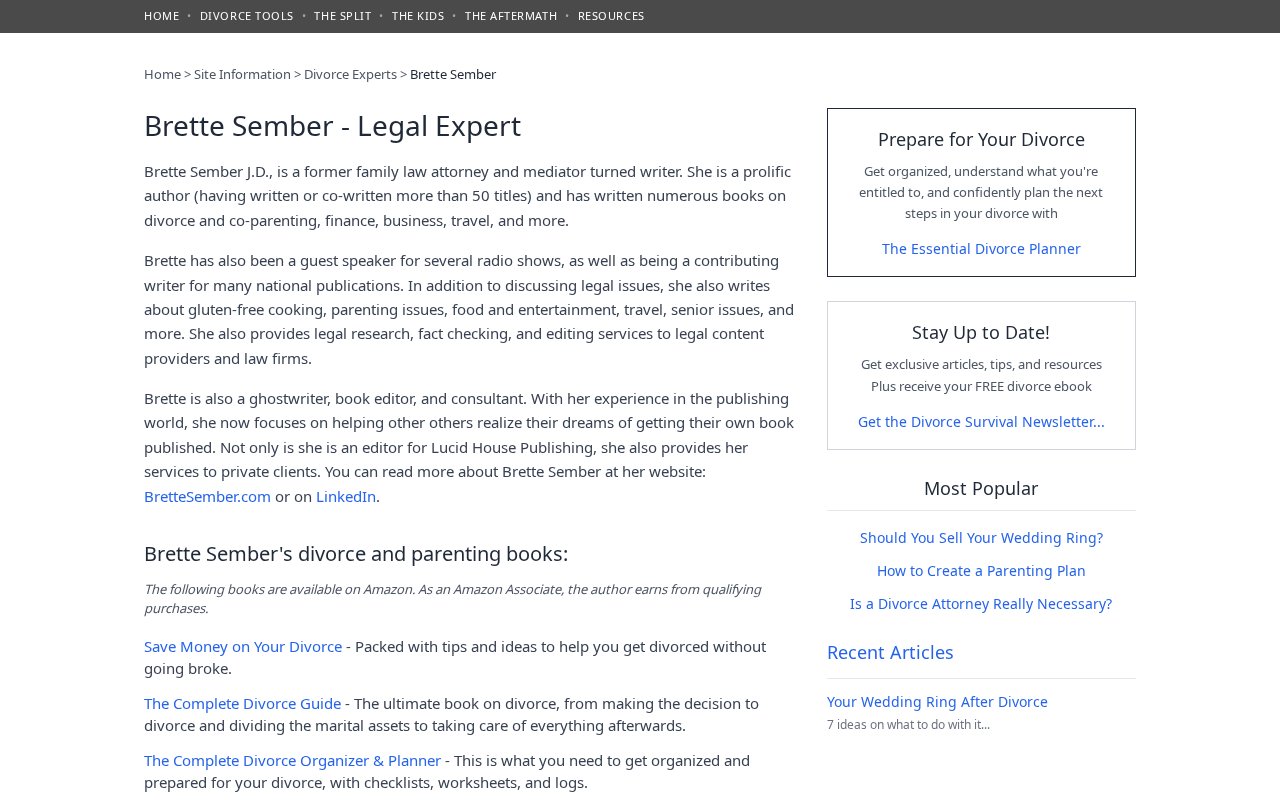 HOME • DIVORCE TOOLS • THE SPLIT • THE KIDS • THE AFTERMATH • RESOURCES
Home > Site Information > Divorce Experts > Brette Sember
Brette Sember - Legal Expert
Brette Sember J.D., is a former family law attorney and mediator turned writer. She is a prolific
author (having written or co-written more than 50 titles) and has written numerous books on
divorce and co-parenting, finance, business, travel, and more.
Brette has also been a guest speaker for several radio shows, as well as being a contributing
writer for many national publications. In addition to discussing legal issues, she also writes
about gluten-free cooking, parenting issues, food and entertainment, travel, senior issues, and
more. She also provides legal research, fact checking, and editing services to legal content
providers and law firms.
Brette is also a ghostwriter, book editor, and consultant. With her experience in the publishing
world, she now focuses on helping other others realize their dreams of getting their own book
published. Not only is she is an editor for Lucid House Publishing, she also provides her
services to private clients. You can read more about Brette Sember at her website:
BretteSember.com or on LinkedIn.
Brette Sember's divorce and parenting books:
The following books are available on Amazon. As an Amazon Associate, the author earns from qualifying
purchases.
Save Money on Your Divorce - Packed with tips and ideas to help you get divorced without
going broke.
The Complete Divorce Guide - The ultimate book on divorce, from making the decision to
divorce and dividing the marital assets to taking care of everything afterwards.
The Complete Divorce Organizer & Planner - This is what you need to get organized and
prepared for your divorce, with checklists, worksheets, and logs.
Prepare for Your Divorce
Get organized, understand what you're
entitled to, and confidently plan the next
steps in your divorce with
The Essential Divorce Planner
Stay Up to Date!
Get exclusive articles, tips, and resources
Plus receive your FREE divorce ebook
Get the Divorce Survival Newsletter...
Most Popular
Should You Sell Your Wedding Ring?
How to Create a Parenting Plan
Is a Divorce Attorney Really Necessary?
Recent Articles
Your Wedding Ring After Divorce
7 ideas on what to do with it...